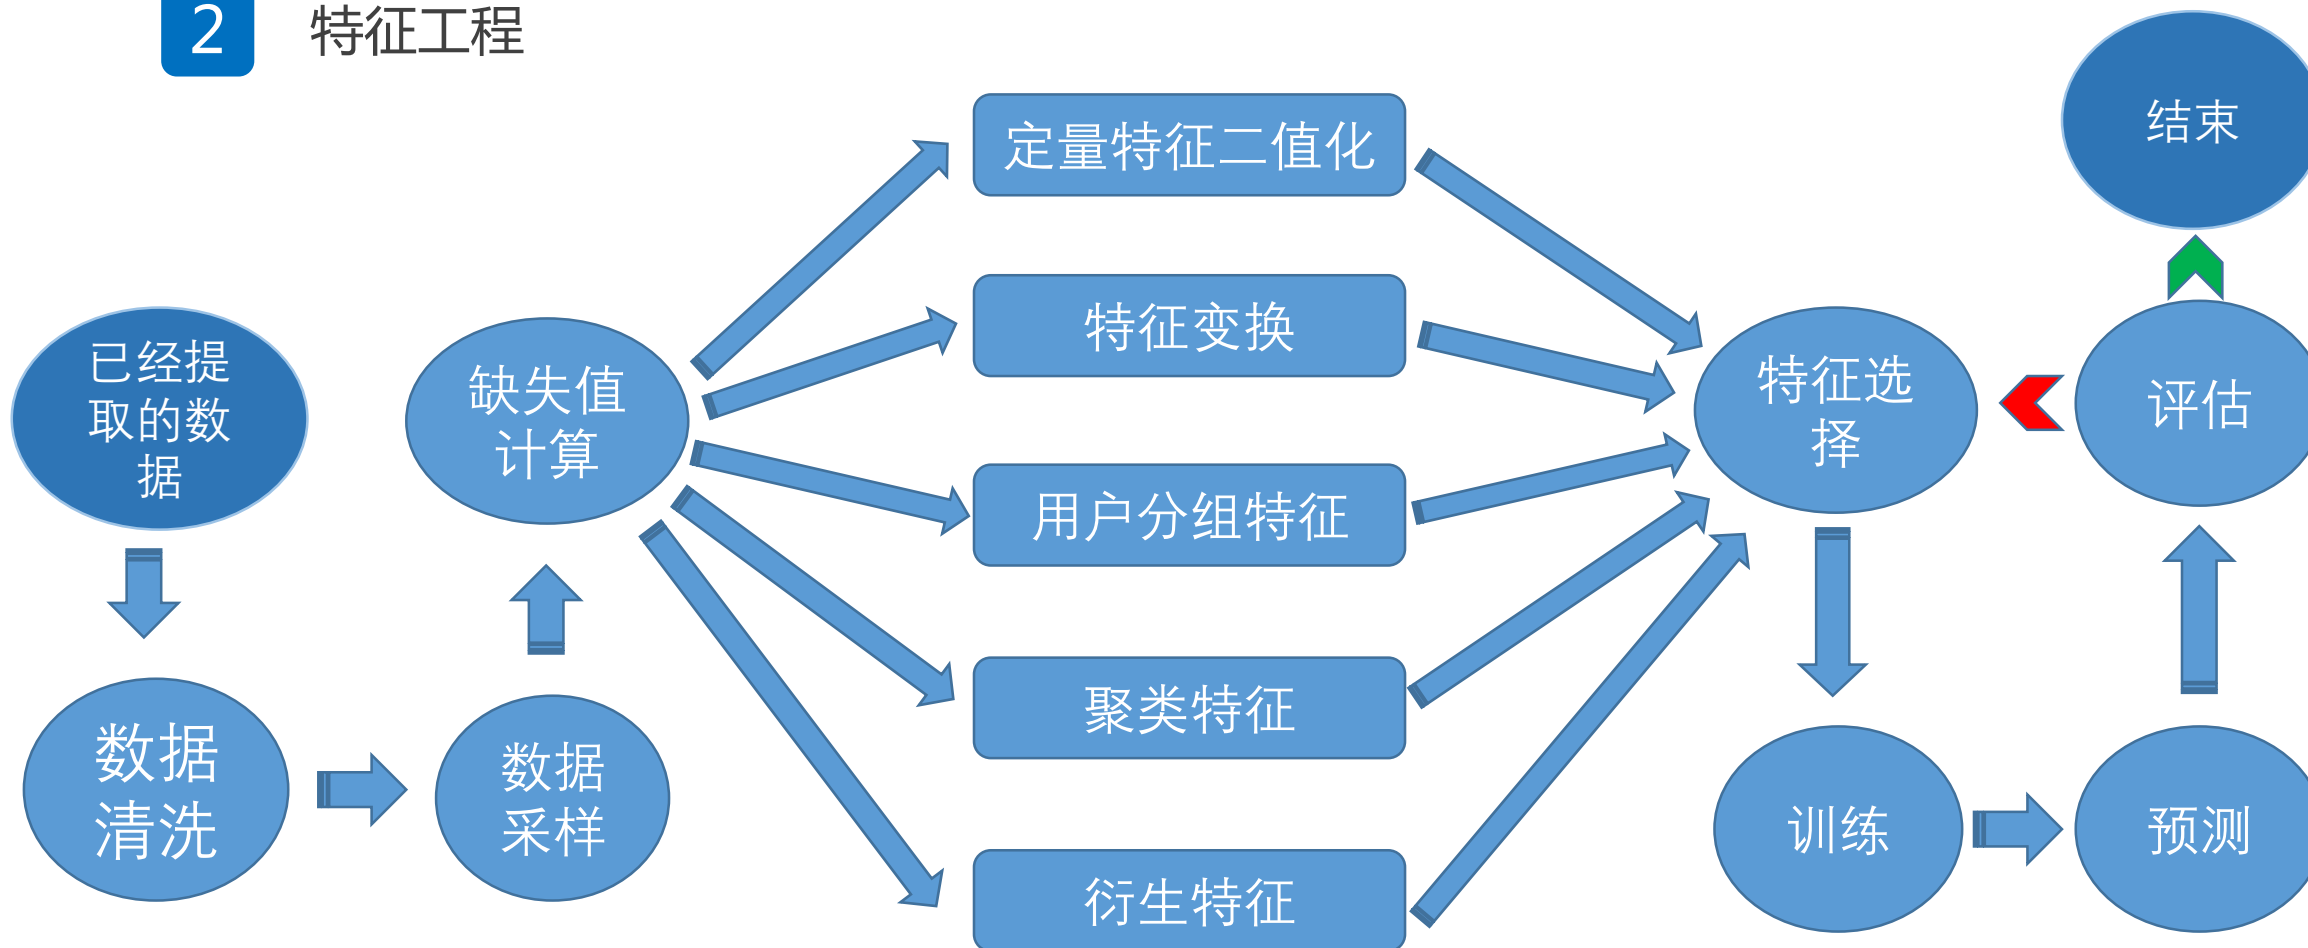 2
特征工程
已经提
取的数
据
数据
清洗
数据
采样
缺失值
计算
定量特征二值化
特征变换
用户分组特征
聚类特征
衍生特征
特征选
择
训练
预测
评估
结束